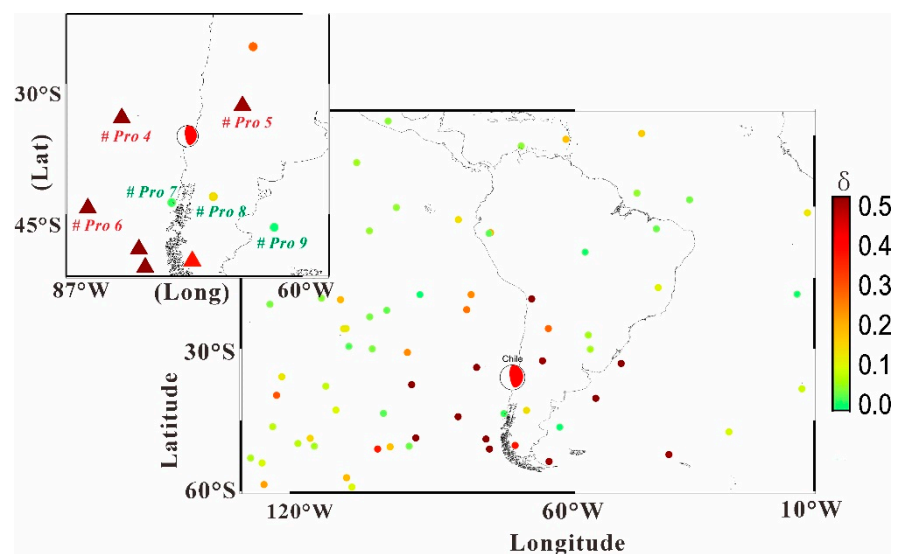 30°S
(Lat)
45°S
87°W
(Long)
60°W
# Pro 4
# Pro 5
# Pro 7
# Pro 8
# Pro 6
# Pro 9
Chile
δ
0.5
0.4
0.3
0.2
0.1
0.0
30°S
Latitude
60°S
120°W
60°W
10°W
Longitude